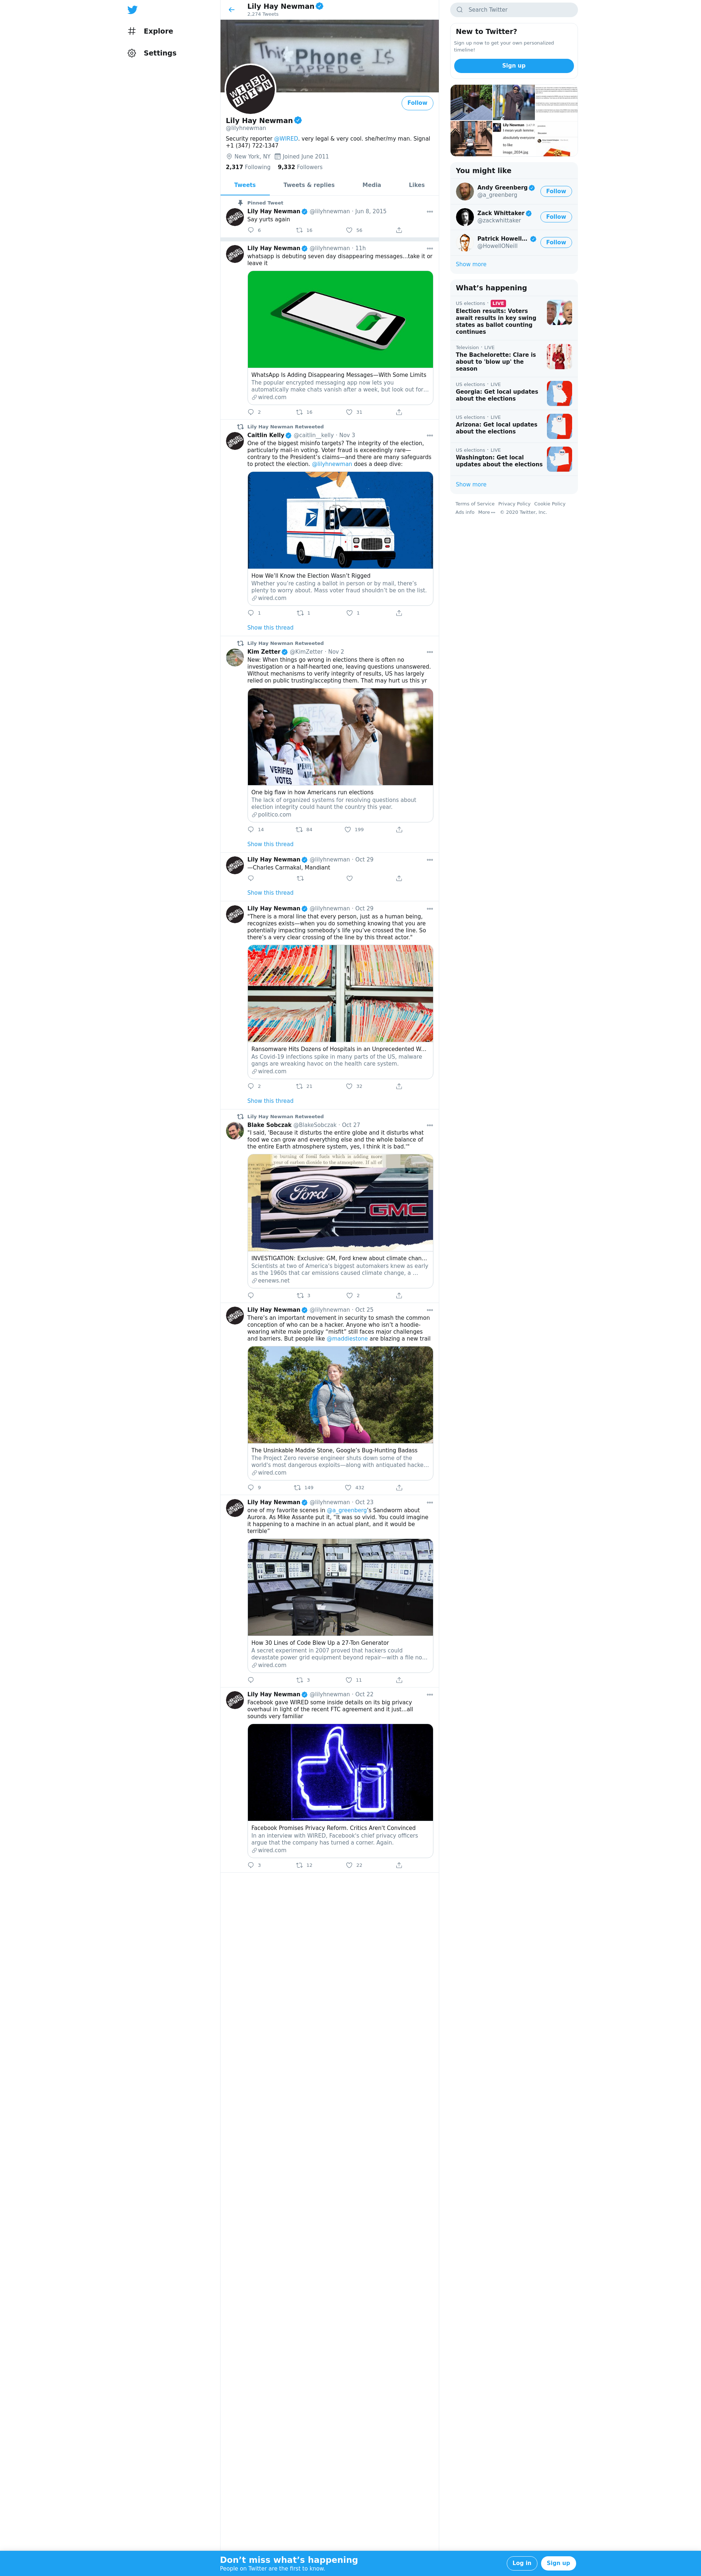 Explore
Settings
Lily Hay Newman
2,274 Tweets
This Phone Is
TAPPED
WIRED
UNION
Follow
Lily Hay Newman
@lilyhnewman
Security reporter @WIRED. very legal & very cool. she/her/my man. Signal
+1 (347) 722-1347
New York, NY Joined June 2011
2,317 Following 9,332 Followers
Tweets Tweets & replies Media Likes
Pinned Tweet
Lily Hay Newman @lilyhnewman · Jun 8, 2015
Say yurts again
6 16 56
Lily Hay Newman @lilyhnewman · 11h
whatsapp is debuting seven day disappearing messages...take it or
leave it
WhatsApp Is Adding Disappearing Messages—With Some Limits
The popular encrypted messaging app now lets you
automatically make chats vanish after a week, but look out for...
wired.com
2 18 31
Lily Hay Newman Retweeted
Caitlin Kelly @caitlin__kelly · Nov 3
One of the biggest misinfo targets? The integrity of the election,
particularly mail-in voting. Voter fraud is exceedingly rare—
contrary to the President's claims—and there are many safeguards
to protect the election. @lilyhnewman does a deep dive:
How We'll Know the Election Wasn't Rigged
Whether you're casting a ballot in person or by mail, there's
plenty to worry about. Mass voter fraud shouldn't be on the list.
wired.com
1 1 1
Show this thread
Lily Hay Newman Retweeted
Kim Zetter @KimZetter · Nov 2
New: When things go wrong in elections there is often no
investigation or a half-hearted one, leaving questions unanswered.
Without mechanisms to verify integrity of results, US has largely
relied on public trusting/accepting them. That may hurt us this yr
VERIFIED
VOTES
One big flaw in how Americans run elections
The lack of organized systems for resolving questions about
election integrity could haunt the country this year.
politico.com
14 84 199
Show this thread
Lily Hay Newman @lilyhnewman · Oct 29
—Charles Carmakal, Mandiant
Show this thread
Lily Hay Newman @lilyhnewman · Oct 29
"There is a moral line that every person, just as a human being,
recognizes exists—when you do something knowing that you are
potentially impacting somebody's life you've crossed the line. So
there's a very clear crossing of the line by this threat actor."
Ransomware Hits Dozens of Hospitals in an Unprecedented W...
As Covid-19 infections spike in many parts of the US, malware
gangs are wreaking havoc on the health care system.
wired.com
2 21 32
Show this thread
Lily Hay Newman Retweeted
Blake Sobczak @BlakeSobczak · Oct 27
"I said, 'Because it disturbs the entire globe and it disturbs what
food we can grow and everything else and the whole balance of
the entire Earth atmosphere system, yes, I think it is bad.'"
Ford
GMC
INVESTIGATION: Exclusive: GM, Ford knew about climate chan...
Scientists at two of America's biggest automakers knew as early
as the 1960s that car emissions caused climate change, a ...
eenews.net
3 2
Lily Hay Newman @lilyhnewman · Oct 25
There's an important movement in security to smash the common
conception of who can be a hacker. Anyone who isn't a hoodie-
wearing white male prodigy "misfit" still faces major challenges
and barriers. But people like @maddiestone are blazing a new trail
The Unsinkable Maddie Stone, Google's Bug-Hunting Badass
The Project Zero reverse engineer shuts down some of the
world's most dangerous exploits—along with antiquated hacke...
wired.com
9 149 432
Lily Hay Newman @lilyhnewman · Oct 23
one of my favorite scenes in @a_greenberg's Sandworm about
Aurora. As Mike Assante put it, "It was so vivid. You could imagine
it happening to a machine in an actual plant, and it would be
terrible"
How 30 Lines of Code Blew Up a 27-Ton Generator
A secret experiment in 2007 proved that hackers could
devastate power grid equipment beyond repair—with a file no...
wired.com
3 11
Lily Hay Newman @lilyhnewman · Oct 22
Facebook gave WIRED some inside details on its big privacy
overhaul in light of the recent FTC agreement and it just...all
sounds very familiar
Facebook Promises Privacy Reform. Critics Aren't Convinced
In an interview with WIRED, Facebook's chief privacy officers
argue that the company has turned a corner. Again.
wired.com
3 12 22
Search Twitter
New to Twitter?
Sign up now to get your own personalized
timeline!
Sign up
You might like
Andy Greenberg
@a_greenberg
Follow
Zack Whittaker
@zackwhittaker
Follow
Patrick Howell...
@HowellONeill
Follow
Show more
What's happening
US elections · LIVE
Election results: Voters
await results in key swing
states as ballot counting
continues
Television · LIVE
The Bachelorette: Clare is
about to 'blow up' the
season
US elections · LIVE
Georgia: Get local updates
about the elections
US elections · LIVE
Arizona: Get local updates
about the elections
US elections · LIVE
Washington: Get local
updates about the elections
Show more
Terms of Service Privacy Policy Cookie Policy
Ads info More © 2020 Twitter, Inc.
Don't miss what's happening
People on Twitter are the first to know.
Log in
Sign up